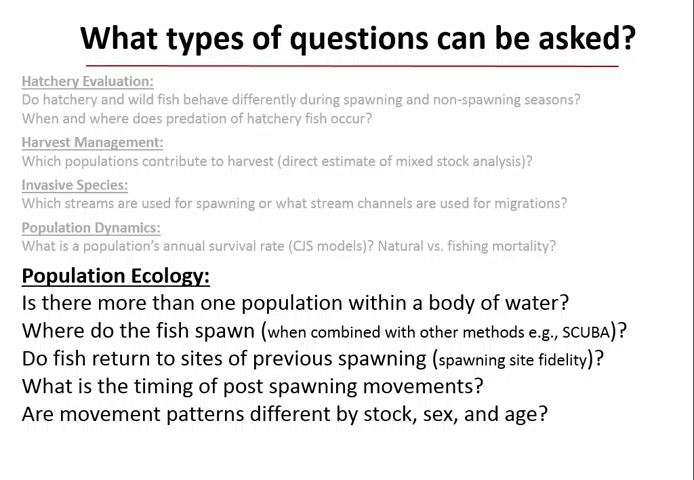 What types of questions can be asked?
Hatchery Evaluation:
Do hatchery and wild fish behave differently during spawning and non-spawning seasons?
When and where does predation of hatchery fish occur?
Harvest Management:
Which populations contribute to harvest (direct estimate of mixed stock analysis)?
Invasive Species:
Which streams are used for spawning or what stream channels are used for migrations?
Population Dynamics:
What is a population's annual survival rate (CJS models)? Natural vs. fishing mortality?
Population Ecology:
Is there more than one population within a body of water?
Where do the fish spawn (when combined with other methods e.g., SCUBA)?
Do fish return to sites of previous spawning (spawning site fidelity)?
What is the timing of post spawning movements?
Are movement patterns different by stock, sex, and age?